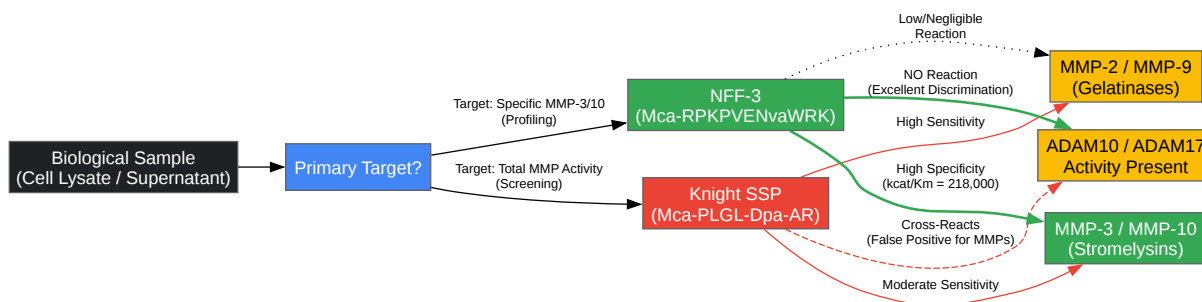 Biological Sample
(Cell Lysate / Supernatant)
Primary Target?
Target: Specific MMP-3/10
(Profiling)
Target: Total MMP Activity
(Screening)
NFF-3
(Mca-RPKPVENvaWRK)
Knight SSP
(Mca-PLGL-Dpa-AR)
Low/Negligible
Reaction
NO Reaction
(Excellent Discrimination)
High Sensitivity
High Specificity
(kcat/Km = 218,000)
Cross-Reacts
(False Positive for MMPs)
Moderate Sensitivity
MMP-2 / MMP-9
(Gelatinases)
ADAM10 / ADAM17
Activity Present
MMP-3 / MMP-10
(Stromelysins)